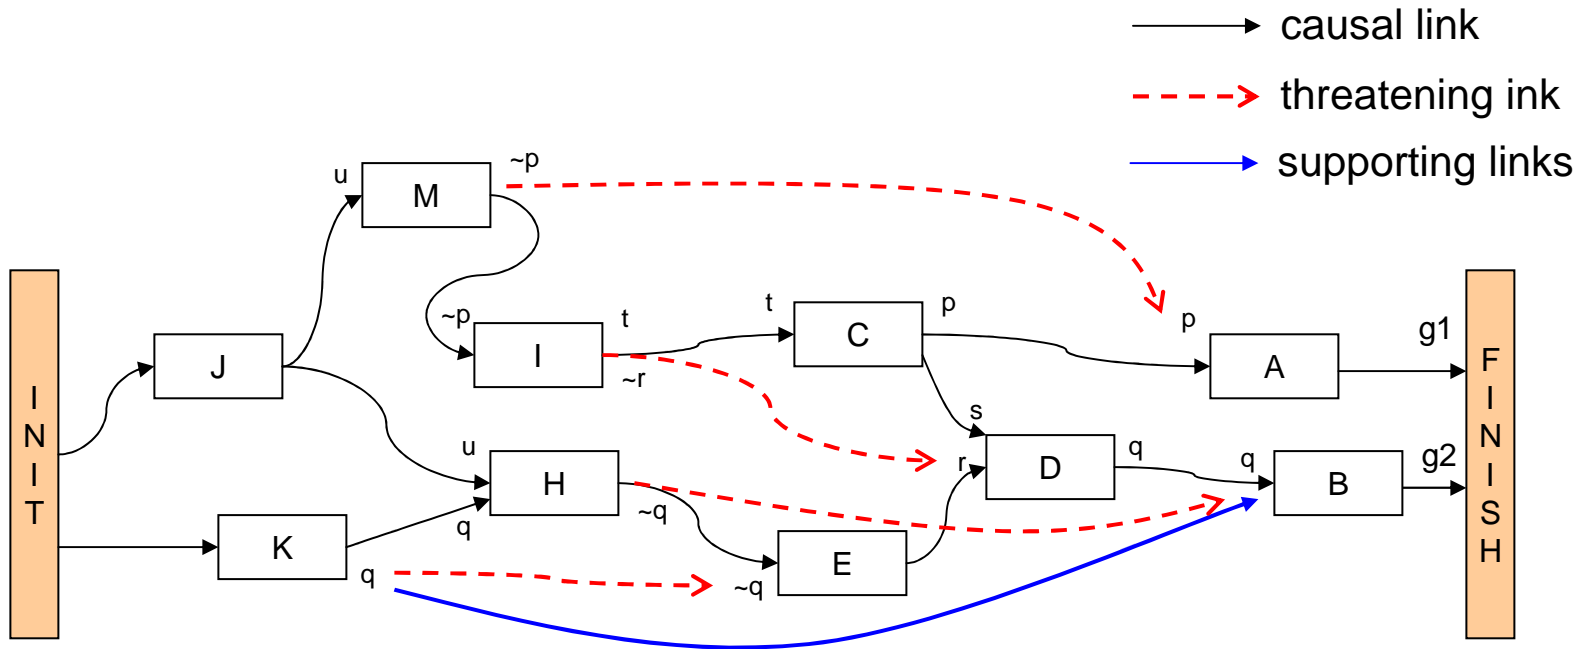 causal link
threatening ink
supporting links
~p
u
M
~p
t
t
p
p
g1
I
C
A
J
~r
s
u
r
q
q
g2
H
D
B
~q
q
K
q
E
~q
I
N
I
T
F
I
N
I
S
H